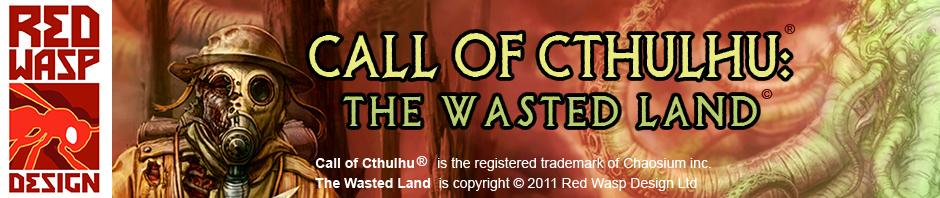 RED
WASP
DESIGN
CALL OF CTHULHU:®
THE WASTED LAND©
Call of Cthulhu® is the registered trademark of Chaosium inc.
The Wasted Land is copyright © 2011 Red Wasp Design Ltd